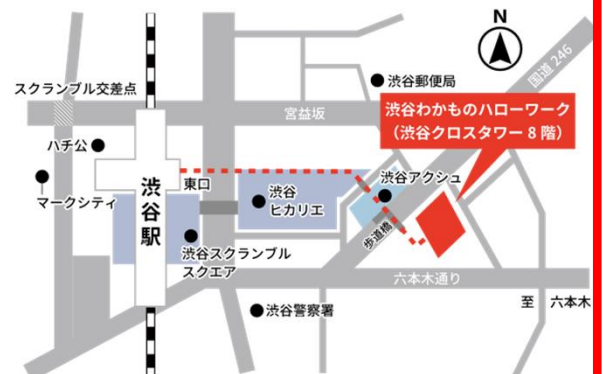 N
国道 246
スクランブル交差点
渋谷郵便局
宮益坂
渋谷わかものハローワーク
（渋谷クロスタワー 8 階）
ハチ公
東口
渋谷アクシュ
マークシティ
渋谷駅
渋谷
ヒカリエ
歩道橋
渋谷スクランブル
スクエア
六本木通り
至 六本木
渋谷警察署